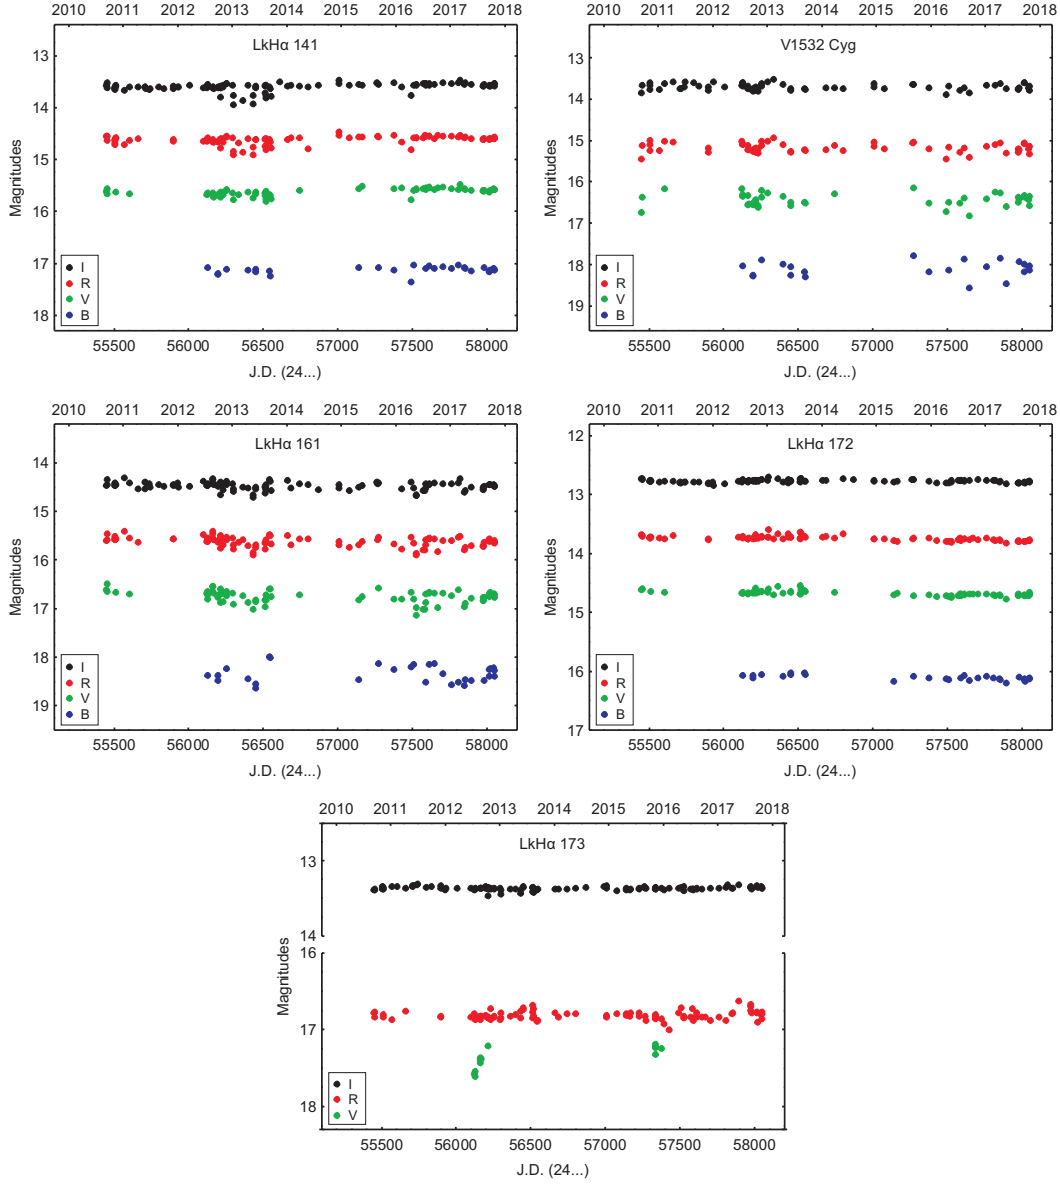 2010 2011 2012 2013 2014 2015 2016 2017 2018
LkHα 141
13
14
15
16
17
18
Magnitudes
I
R
V
B
55500 56000 56500 57000 57500 58000
J.D. (24...)
2010 2011 2012 2013 2014 2015 2016 2017 2018
V1532 Cyg
13
14
15
16
17
18
19
Magnitudes
I
R
V
B
55500 56000 56500 57000 57500 58000
J.D. (24...)
2010 2011 2012 2013 2014 2015 2016 2017 2018
LkHα 161
14
15
16
17
18
19
Magnitudes
I
R
V
B
55500 56000 56500 57000 57500 58000
J.D. (24...)
2010 2011 2012 2013 2014 2015 2016 2017 2018
LkHα 172
12
13
14
15
16
17
Magnitudes
I
R
V
B
55500 56000 56500 57000 57500 58000
J.D. (24...)
2010 2011 2012 2013 2014 2015 2016 2017 2018
LkHα 173
13
14
16
17
18
Magnitudes
I
R
V
55500 56000 56500 57000 57500 58000
J.D. (24...)